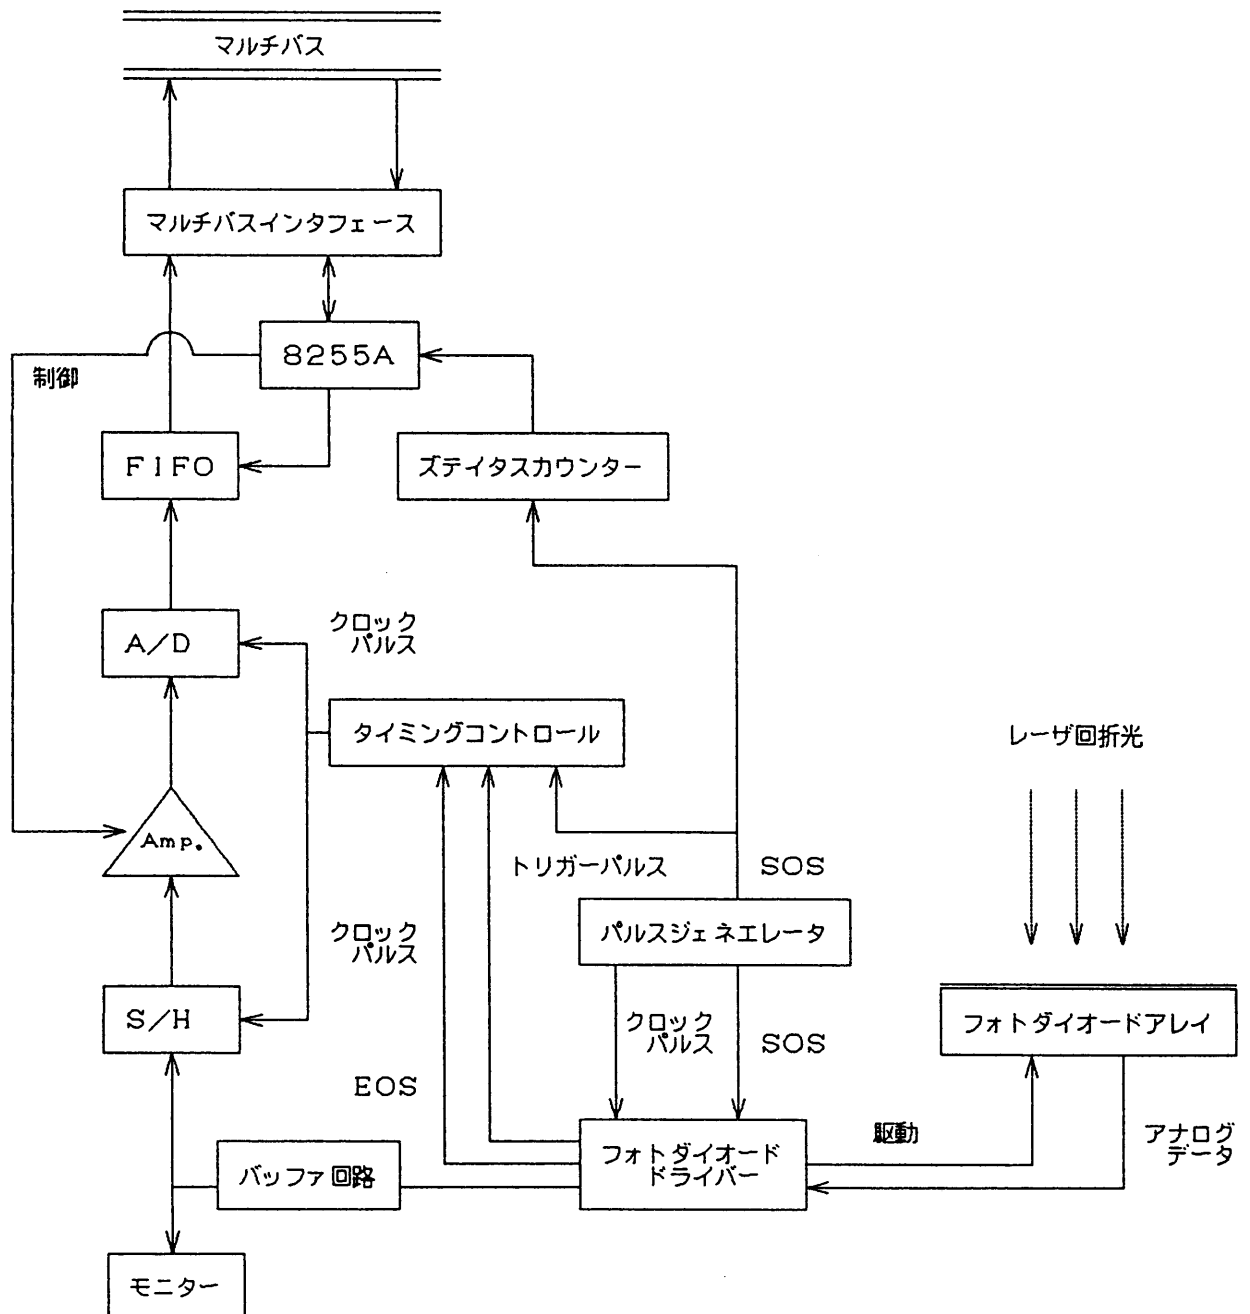 マルチバス
マルチバスインタフェース
8255A
制御
FIFO
ズテイタスカウンター
A/D
クロック
パルス
タイミングコントロール
レーザ回折光
Amp.
トリガーパルス
SOS
クロック
パルス
パルスジェネエレータ
S/H
クロック
パルス
SOS
フォトダイオードアレイ
EOS
駆動
アナログ
データ
フォトダイオード
ドライバー
バッファ回路
モニター